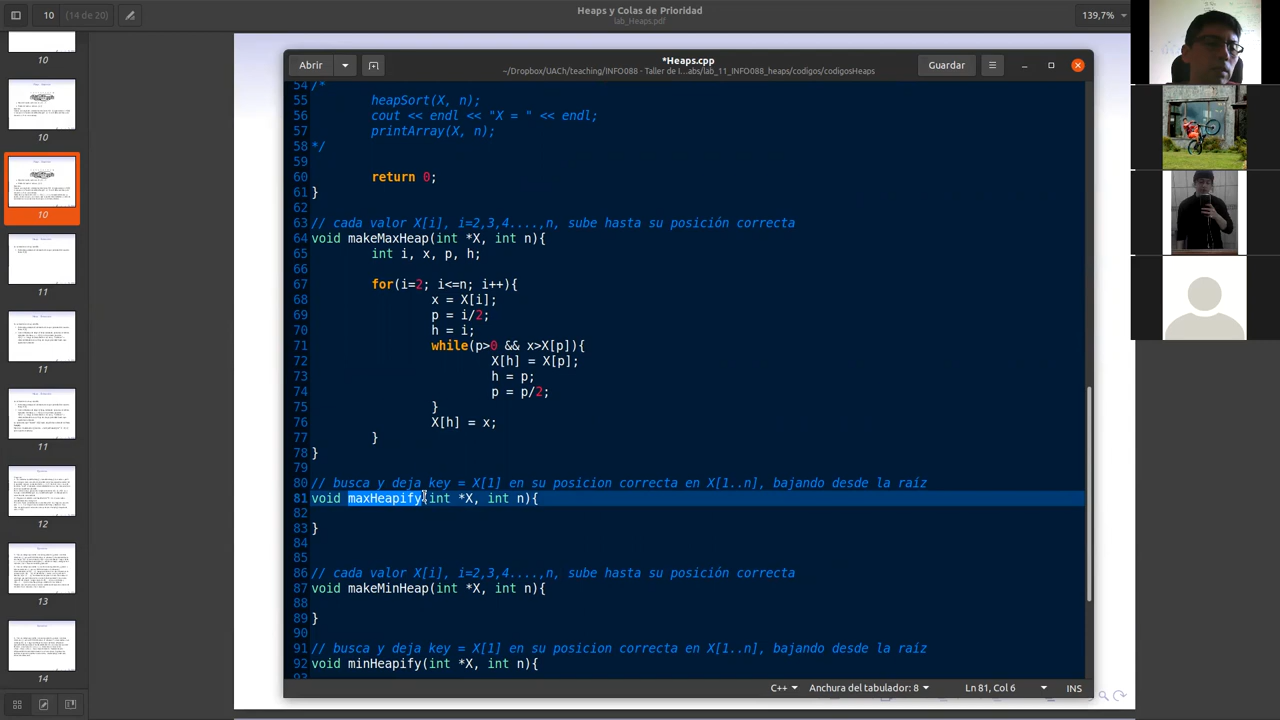 10
(14 de 20)
Heaps y Colas de Prioridad
lab_Heaps.pdf
139,7%
10
10
10
11
11
11
12
13
14
Abrir
*Heaps.cpp
~/Dropbox/UACh/teaching/INFO088 - Taller de l...abs/lab_11_INFO088_heaps/codigos/codigosHeaps
Guardar
54 /*
55 heapSort(X, n);
56 cout << endl << "X = " << endl;
57 printArray(X, n);
58 */
59
60 return 0;
61 }
62
63 // cada valor X[i], i=2,3,4....,n, sube hasta su posición correcta
64 void makeMaxHeap(int *X, int n){
65 int i, x, p, h;
66
67 for(i=2; i<=n; i++){
68 x = X[i];
69 p = i/2;
70 h = i;
71 while(p>0 && x>X[p]){
72 X[h] = X[p];
73 h = p;
74 p = p/2;
75 }
76 X[h] = x;
77 }
78 }
79
80 // busca y deja key = X[1] en su posicion correcta en X[1..n], bajando desde la raiz
81 void maxHeapify(int *X, int n){
82
83 }
84
85
86 // cada valor X[i], i=2,3,4....,n, sube hasta su posición correcta
87 void makeMinHeap(int *X, int n){
88
89 }
90
91 // busca y deja key = X[1] en su posicion correcta en X[1..n], bajando desde la raiz
92 void minHeapify(int *X, int n){
93
C++
Anchura del tabulador: 8
Ln 81, Col 6
INS